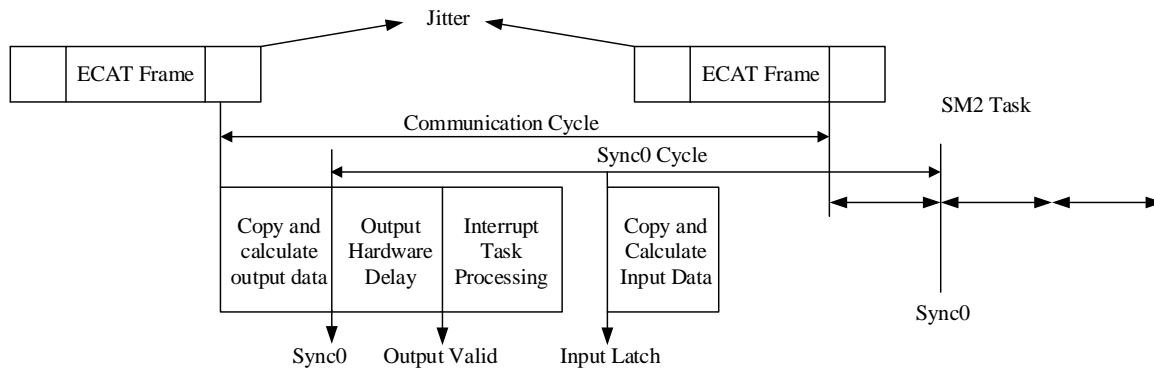 Jitter
ECAT Frame
ECAT Frame
SM2 Task
Communication Cycle
Sync0 Cycle
Copy and
calculate
output data
Output
Hardware
Delay
Interrupt
Task
Processing
Copy and
Calculate
Input Data
Sync0
Sync0
Output Valid
Input Latch